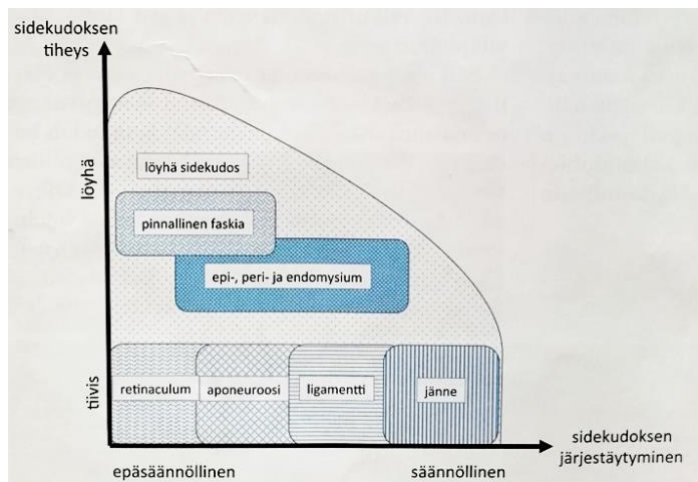 sidekudoksen
tiheys
löyhä
löyhä sidekudos
pinnallinen faskia
epi-, peri- ja endomysium
tiivis
retinaculum
aponeuroosi
ligamentti
jänne
epäsäännöllinen
säännöllinen
sidekudoksen
järjestäytyminen